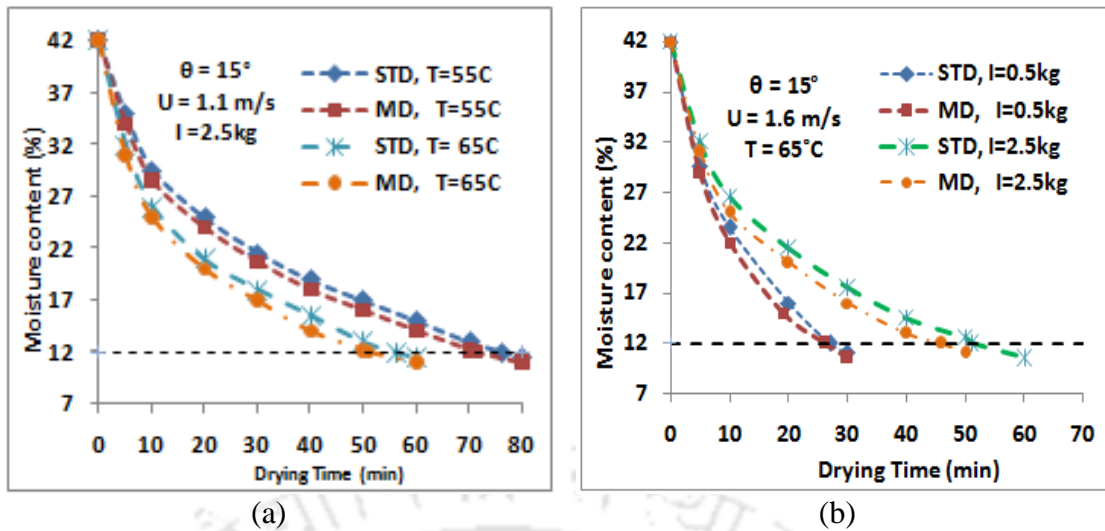 42
37
32
27
22
17
12
7
Moisture content (%)
θ = 15°
U = 1.1 m/s
I = 2.5kg
STD, T=55C
MD, T=55C
STD, T= 65C
MD, T=65C
0 10 20 30 40 50 60 70 80
Drying Time (min)
(a)
42
37
32
27
22
17
12
7
Moisture content (%)
θ = 15°
U = 1.6 m/s
T = 65°C
STD, I=0.5kg
MD, I=0.5kg
STD, I=2.5kg
MD, I=2.5kg
0 10 20 30 40 50 60 70
Drying Time (min)
(b)